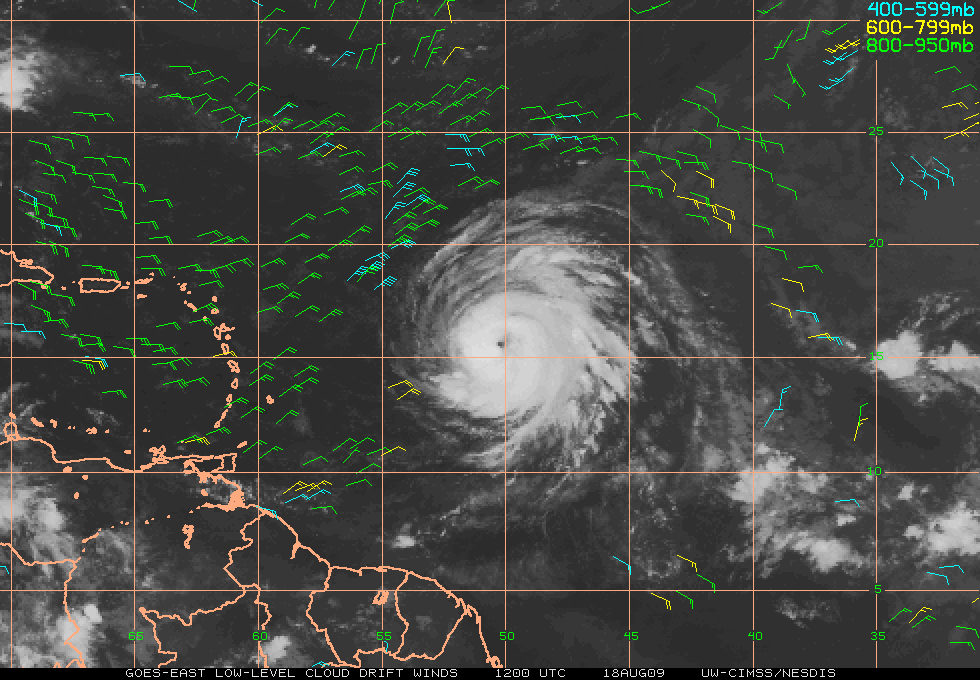 400-599mb
600-799mb
800-950mb
25
20
15
10
5
65 60 55 50 45 40 35
GOES-EAST LOW-LEVEL CLOUD DRIFT WINDS 1200 UTC 18AUG09 UW-CIMSS/NESDIS